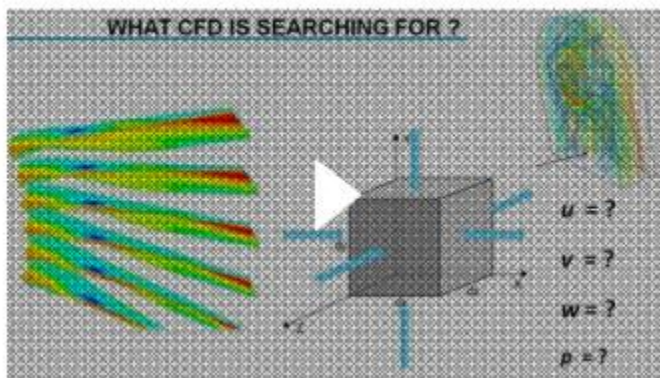 WHAT CFD IS SEARCHING FOR ?
u = ?
v = ?
w = ?
p = ?
X
Z